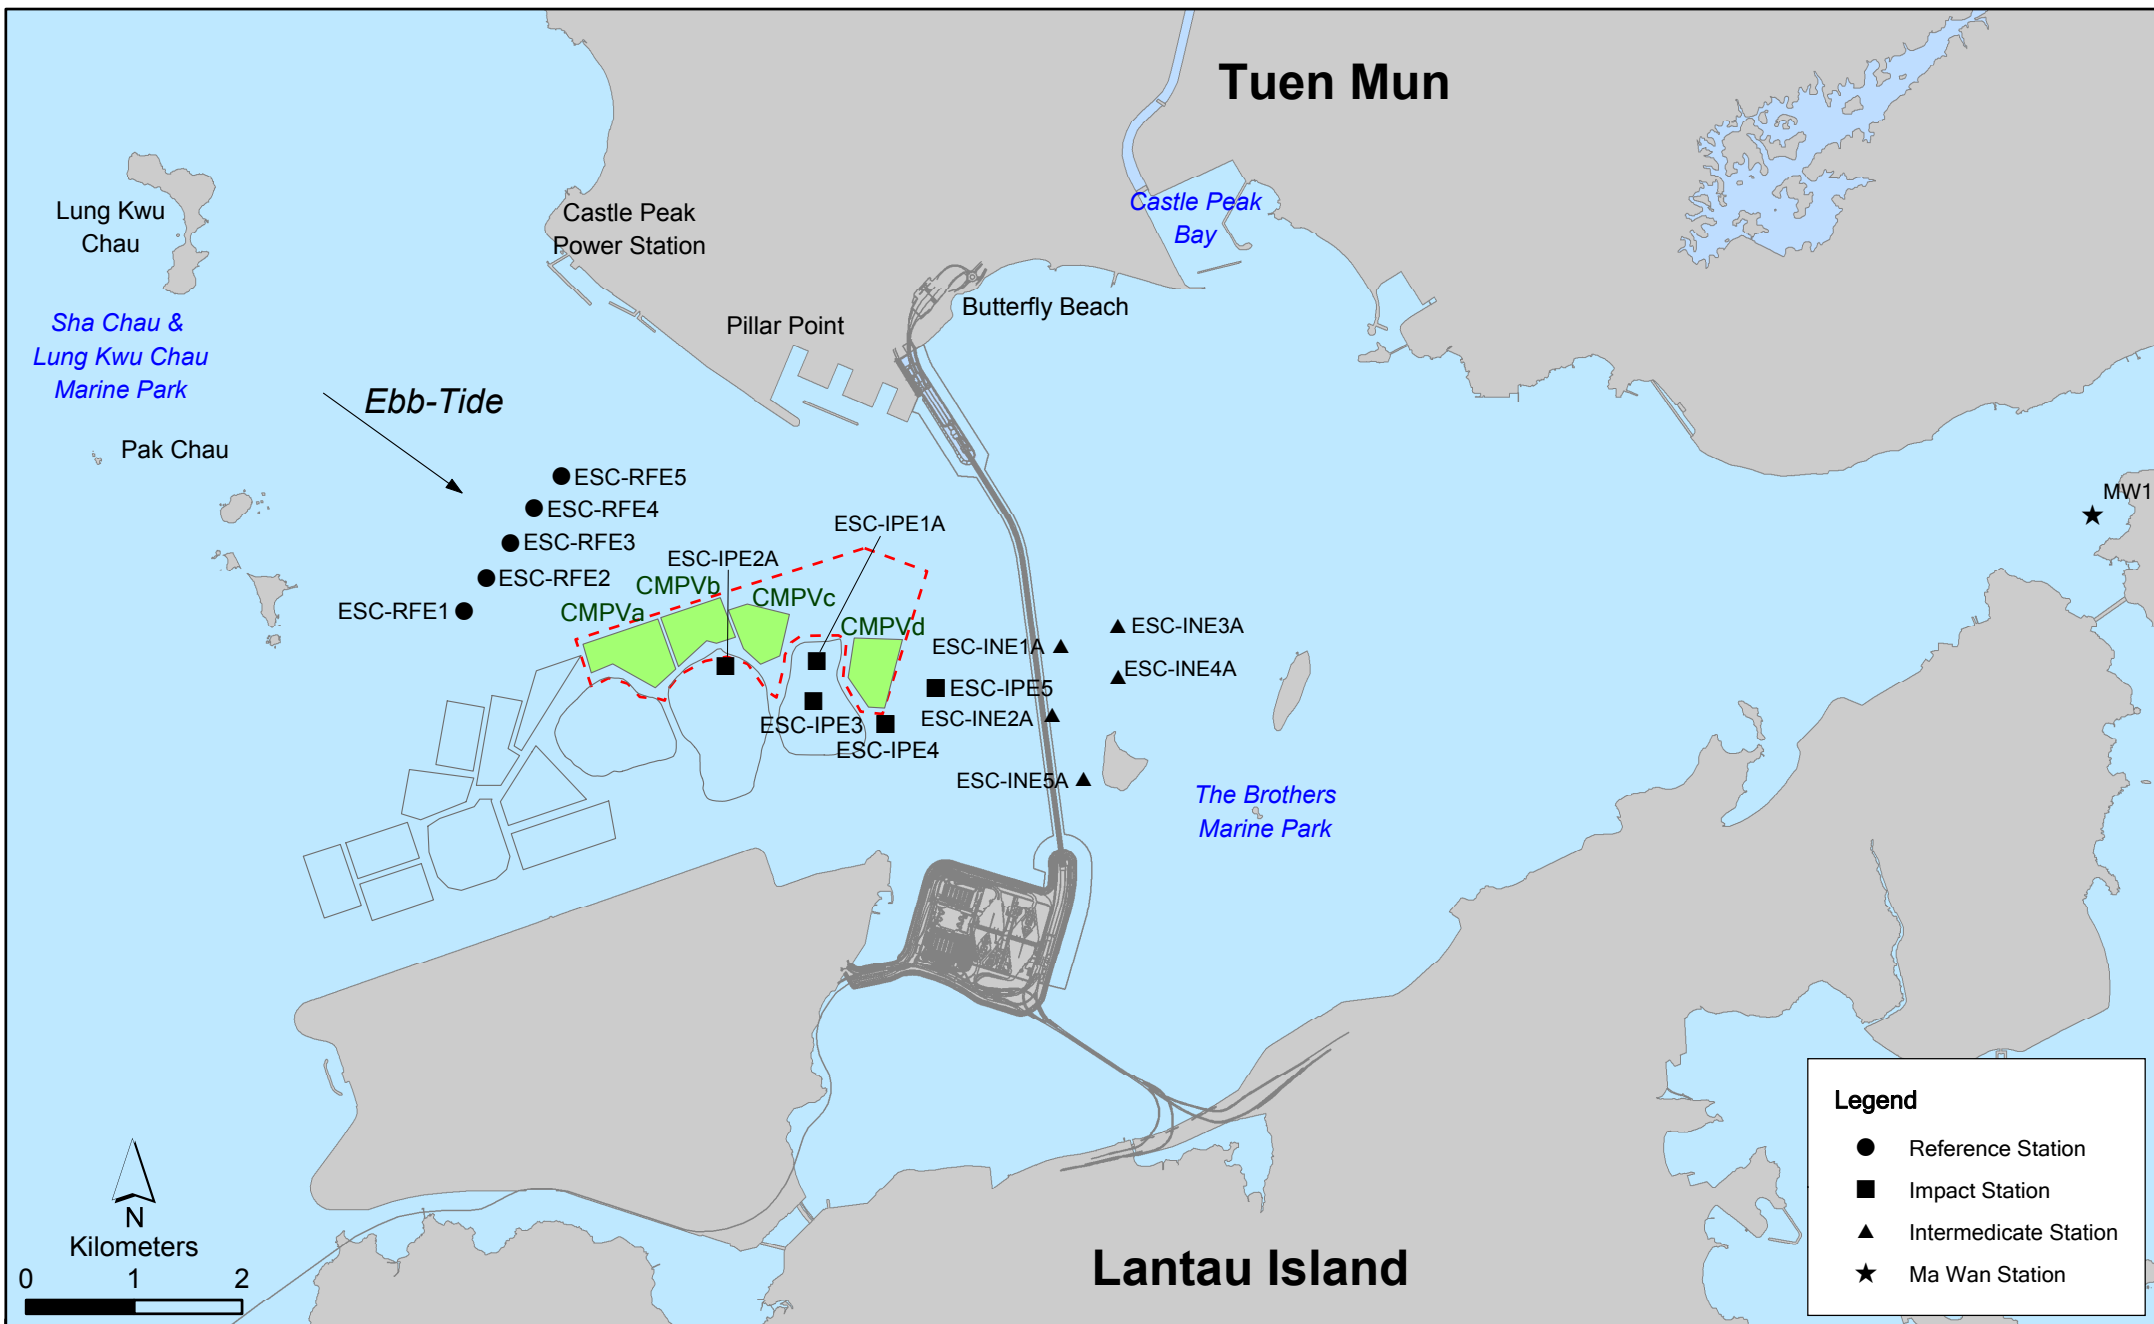 Tuen Mun
Castle Peak
Bay
Lung Kwu
Chau
Castle Peak
Power Station
Butterfly Beach
Pillar Point
Sha Chau &
Lung Kwu Chau
Marine Park
Ebb-Tide
Pak Chau
ESC-RFE5
ESC-RFE4
ESC-RFE3
ESC-RFE2
ESC-RFE1
MW1
ESC-IPE1A
ESC-IPE2A
CMPVa
CMPVb
CMPVc
CMPVd
ESC-INE3A
ESC-INE1A
ESC-INE4A
ESC-IPE5
ESC-INE2A
ESC-IPE3
ESC-IPE4
ESC-INE5A
The Brothers
Marine Park
Lantau Island
N
Kilometers
0 1 2
Legend
Reference Station
Impact Station
Intermedicate Station
Ma Wan Station